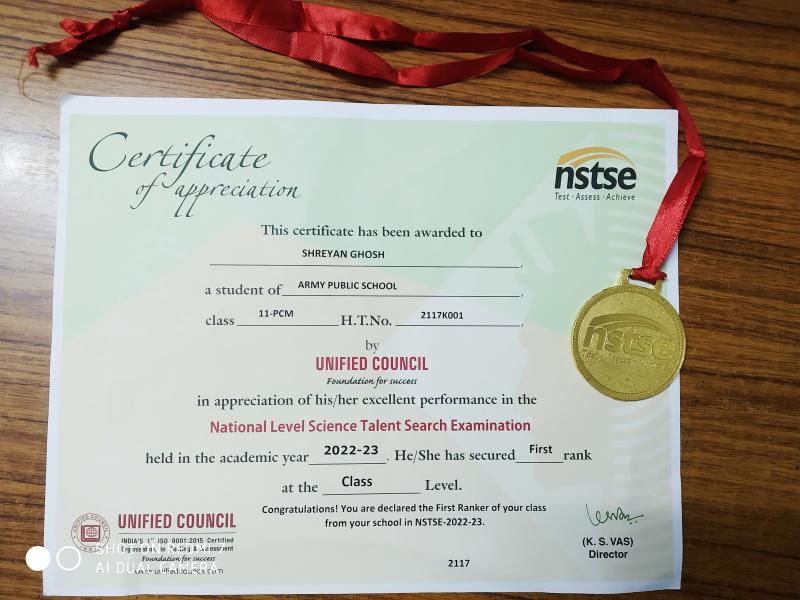 Certificate
of appreciation
nstse
Test · Assess · Achieve
This certificate has been awarded to
SHREYAN GHOSH,
a student of ARMY PUBLIC SCHOOL,
class 11-PCM H.T.No. 2117K001,
by
UNIFIED COUNCIL
Foundation for success
in appreciation of his/her excellent performance in the
National Level Science Talent Search Examination
held in the academic year 2022-23. He/She has secured First rank
at the Class Level.
Congratulations! You are declared the First Ranker of your class
from your school in NSTSE-2022-23.
nstse
Test · Assess · Achieve
(K. S. VAS)
Director
UNIFIED COUNCIL
INDIA'S 1st ISO 9001:2015 Certified
Foundation for success
www.unifiedcouncil.com
2117
SHOT ON REDMI
AI DUAL CAMERA